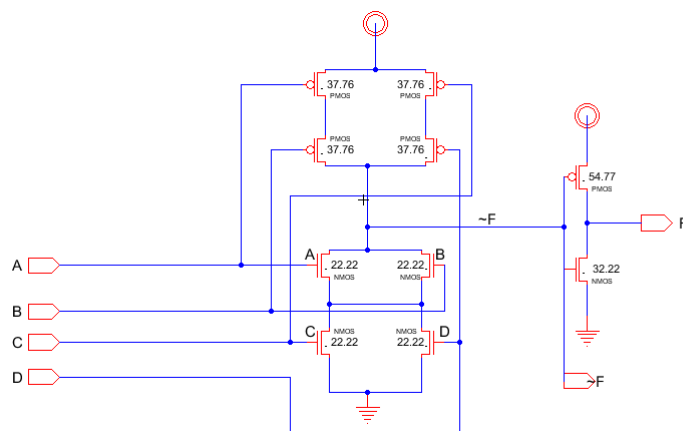 37.76
PMOS
37.76
PMOS
PMOS
37.76
PMOS
37.76
54.77
PMOS
~F
F
A
A
22.22
NMOS
22.22
NMOS
B
32.22
NMOS
B
C
C
NMOS
22.22
NMOS
22.22
D
D
~F